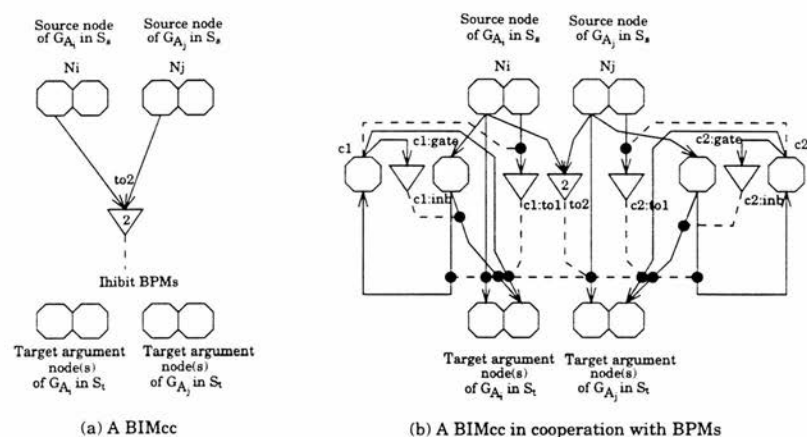 Source node
of G_Ai in S_s
Source node
of G_Aj in S_s
Ni
Nj
to2
2
Ihibit BPMs
Target argument
node(s)
of G_Ai in S_t
Target argument
node(s)
of G_Aj in S_t
(a) A BIMcc
Source node
of G_Ai in S_s
Source node
of G_Aj in S_s
Ni
Nj
c1
c1:gate
c2:gate
c2
2
c1:inb
c1:to1
to2
c2:to1
c2:inb
Target argument
node(s)
of G_Ai in S_t
Target argument
node(s)
of G_Aj in S_t
(b) A BIMcc in cooperation with BPMs